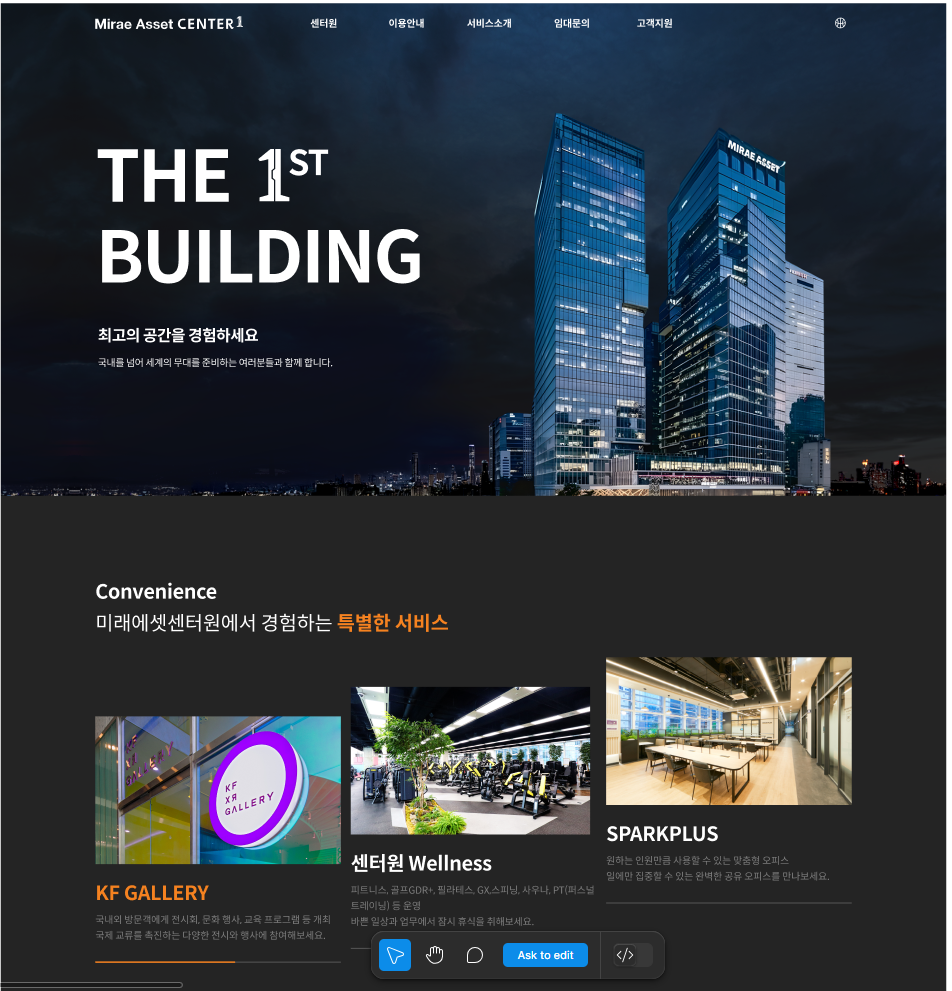 Mirae Asset CENTER1
센터원 이용안내 서비스소개 임대문의 고객지원
THE 1ST
BUILDING
최고의 공간을 경험하세요
국내를 넘어 세계의 무대를 준비하는 여러분들과 함께 합니다.
MIRAE ASSET
Convenience
미래에셋센터원에서 경험하는 특별한 서비스
KF
XR
GALLERY
KF
XR
GALLERY
KF GALLERY
국내외 방문객에게 전시회, 문화 행사, 교육 프로그램 등 개최
국제 교류를 촉진하는 다양한 전시와 행사에 참여해보세요.
센터원 Wellness
피트니스, 골프GDR+, 필라테스, GX,스피닝, 사우나, PT(퍼스널
트레이닝) 등 운영
바쁜 일상과 업무에서 잠시 휴식을 취해보세요.
SPARKPLUS
원하는 인원만큼 사용할 수 있는 맞춤형 오피스
일에만 집중할 수 있는 완벽한 공유 오피스를 만나보세요.
Ask to edit